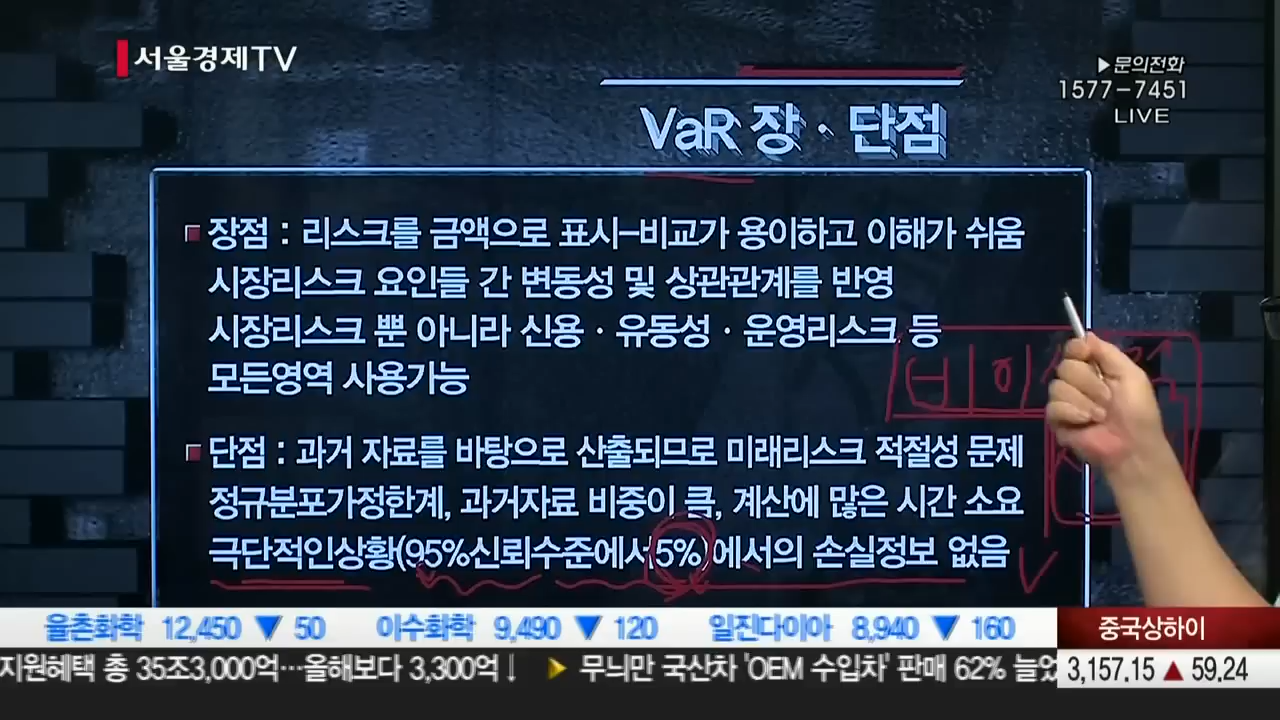 서울경제TV
▶문의전화
1577-7451
LIVE
VaR 장·단점
장점 : 리스크를 금액으로 표시-비교가 용이하고 이해가 쉬움
시장리스크 요인들 간 변동성 및 상관관계를 반영
시장리스크 뿐 아니라 신용·유동성·운영리스크 등
모든영역 사용가능
비이
단점 : 과거 자료를 바탕으로 산출되므로 미래리스크 적절성 문제
정규분포가정한계, 과거자료 비중이 큼, 계산에 많은 시간 소요
극단적인상황(95%신뢰수준에서5%)에서의 손실정보 없음
율촌화학 12,450 ▼ 50 이수화학 9,490 ▼ 120 일진다이아 8,940 ▼ 160
중국상하이
지원혜택 총 35조3,000억…올해보다 3,300억↓ ▶ 무늬만 국산차 'OEM 수입차' 판매 62% 늘었
3,157.15 ▲ 59.24